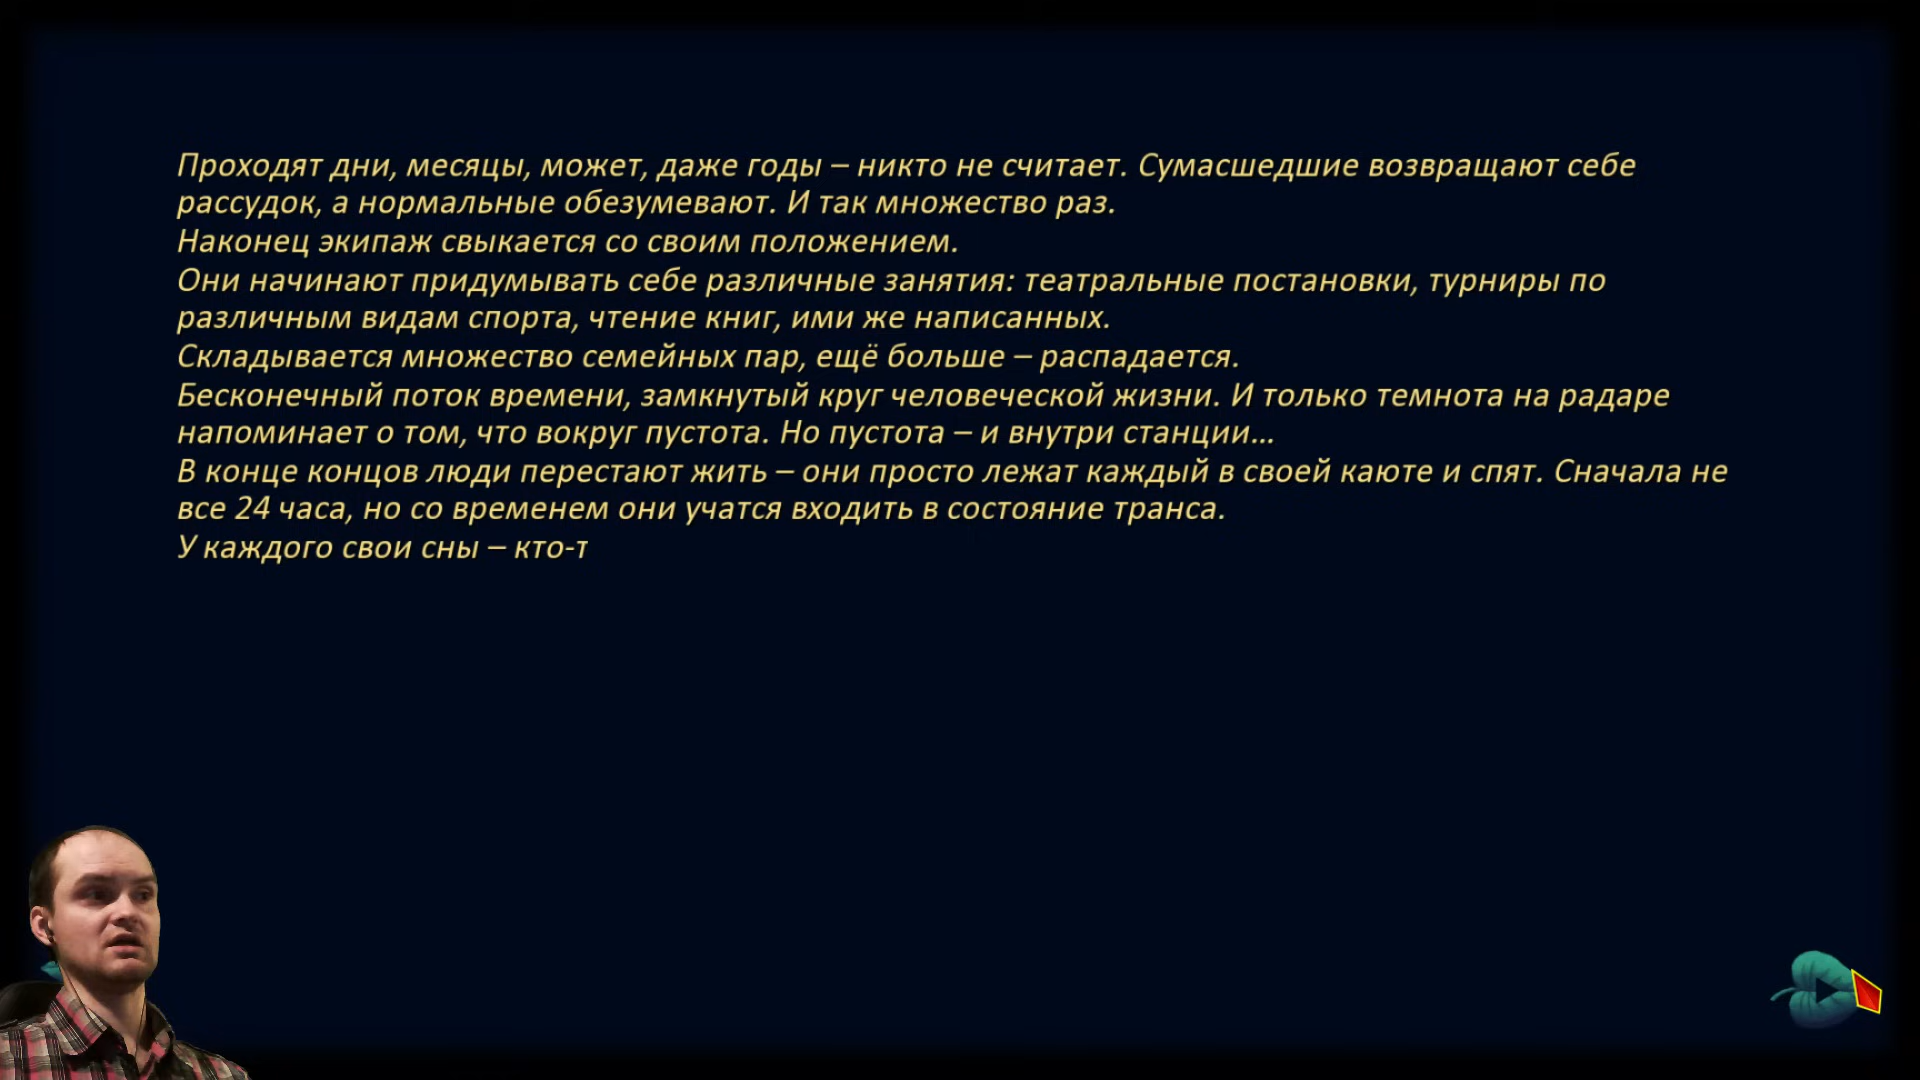 Проходят дни, месяцы, может, даже годы – никто не считает. Сумасшедшие возвращают себе
рассудок, а нормальные обезумевают. И так множество раз.
Наконец экипаж свыкается со своим положением.
Они начинают придумывать себе различные занятия: театральные постановки, турниры по
различным видам спорта, чтение книг, ими же написанных.
Складывается множество семейных пар, ещё больше – распадается.
Бесконечный поток времени, замкнутый круг человеческой жизни. И только темнота на радаре
напоминает о том, что вокруг пустота. Но пустота – и внутри станции...
В конце концов люди перестают жить – они просто лежат каждый в своей каюте и спят. Сначала не
все 24 часа, но со временем они учатся входить в состояние транса.
У каждого свои сны – кто-т